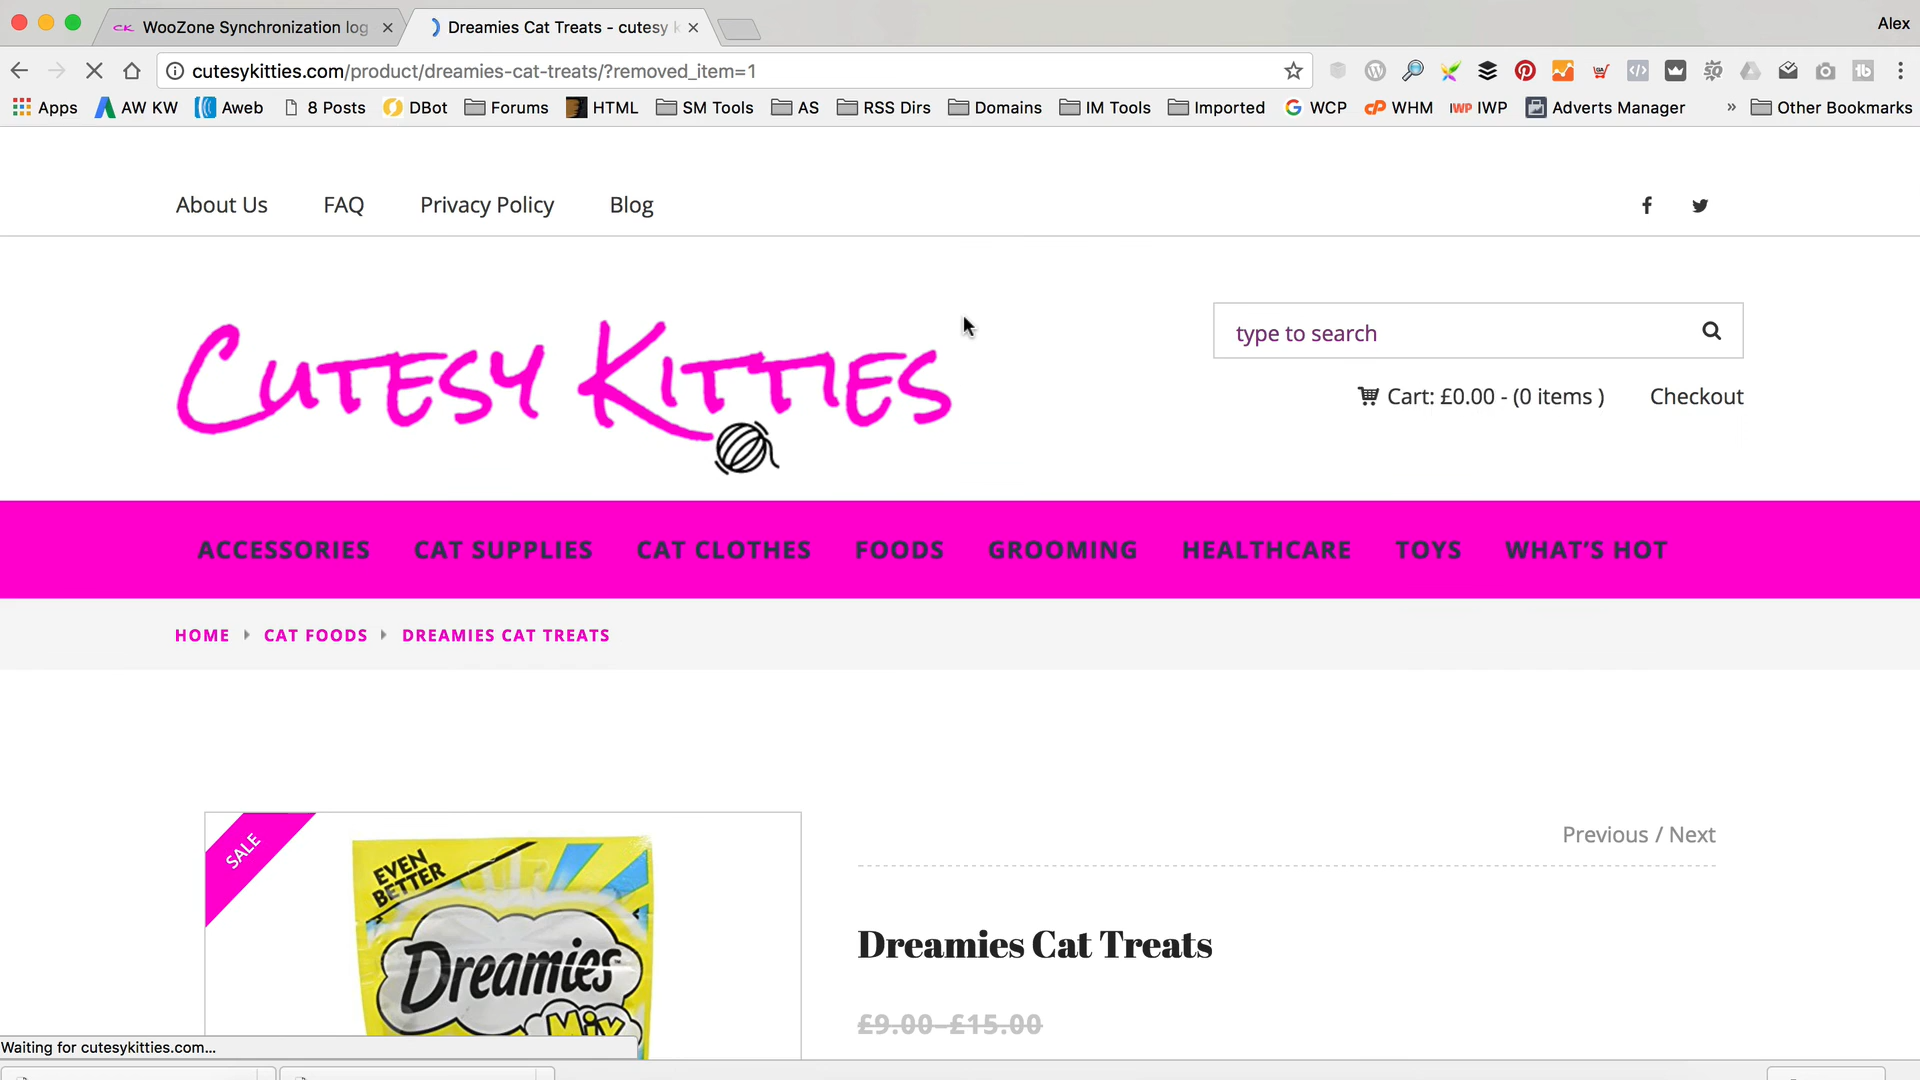 WooZone Synchronization log
Dreamies Cat Treats - cutesy k
Alex
cutesykitties.com/product/dreamies-cat-treats/?removed_item=1
Apps AW KW Aweb 8 Posts DBot Forums HTML SM Tools AS RSS Dirs Domains IM Tools Imported WCP WHM IWP IWP Adverts Manager » Other Bookmarks
About Us FAQ Privacy Policy Blog
Cutesy Kitties
type to search
Cart: £0.00 - (0 items ) Checkout
ACCESSORIES CAT SUPPLIES CAT CLOTHES FOODS GROOMING HEALTHCARE TOYS WHAT'S HOT
HOME CAT FOODS DREAMIES CAT TREATS
SALE
EVEN
BETTER
Dreamies
Mix
Previous / Next
Dreamies Cat Treats
£9.00–£15.00
Waiting for cutesykitties.com...